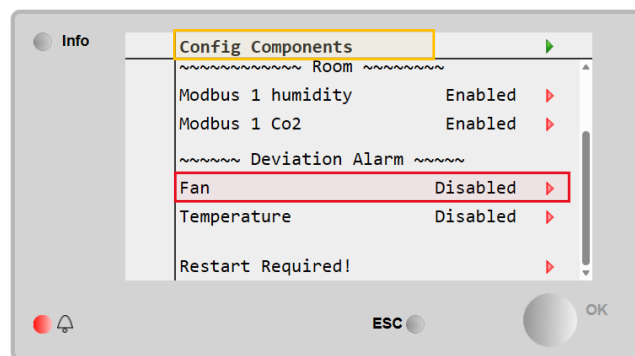 Info
Config Components
~~~~~~~~~~~~ Room ~~~~~~~~
Modbus 1 humidity Enabled
Modbus 1 Co2 Enabled
~~~~~~ Deviation Alarm ~~~~~
Fan Disabled
Temperature Disabled
Restart Required!
ESC
OK